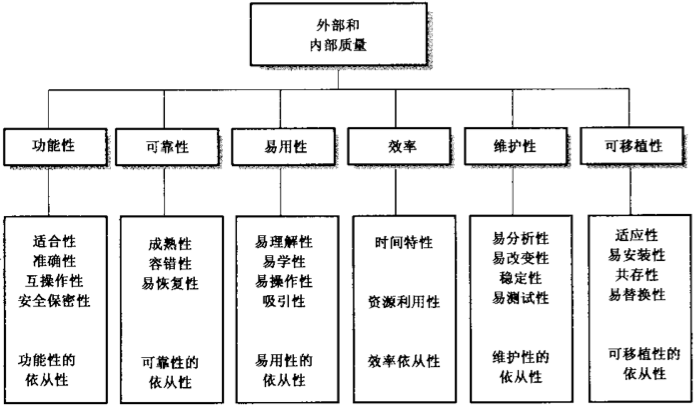 外部和
内部质量
功能性
可靠性
易用性
效率
维护性
可移植性
适合性
准确性
互操作性
安全保密性
功能性的
依从性
成熟性
容错性
易恢复性
可靠性的
依从性
易理解性
易学性
易操作性
吸引性
易用性的
依从性
时间特性
资源利用性
效率依从性
易分析性
易改变性
稳定性
易测试性
维护性的
依从性
适应性
易安装性
共存性
易替换性
可移植性的
依从性